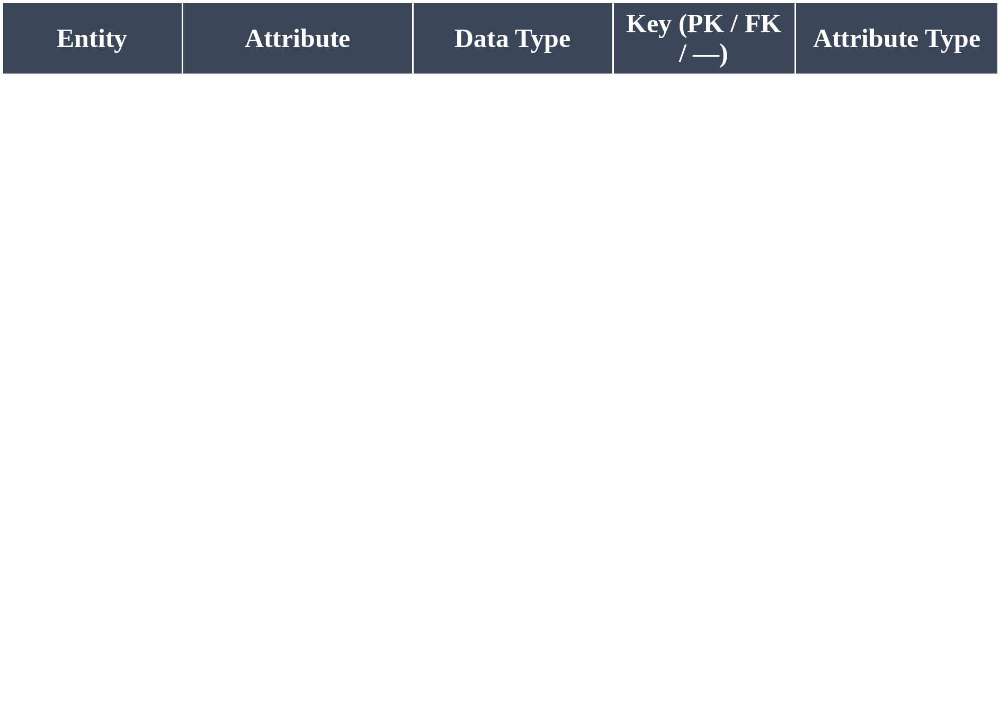 Entity
Attribute
Data Type
Key (PK / FK
/ —)
Attribute Type